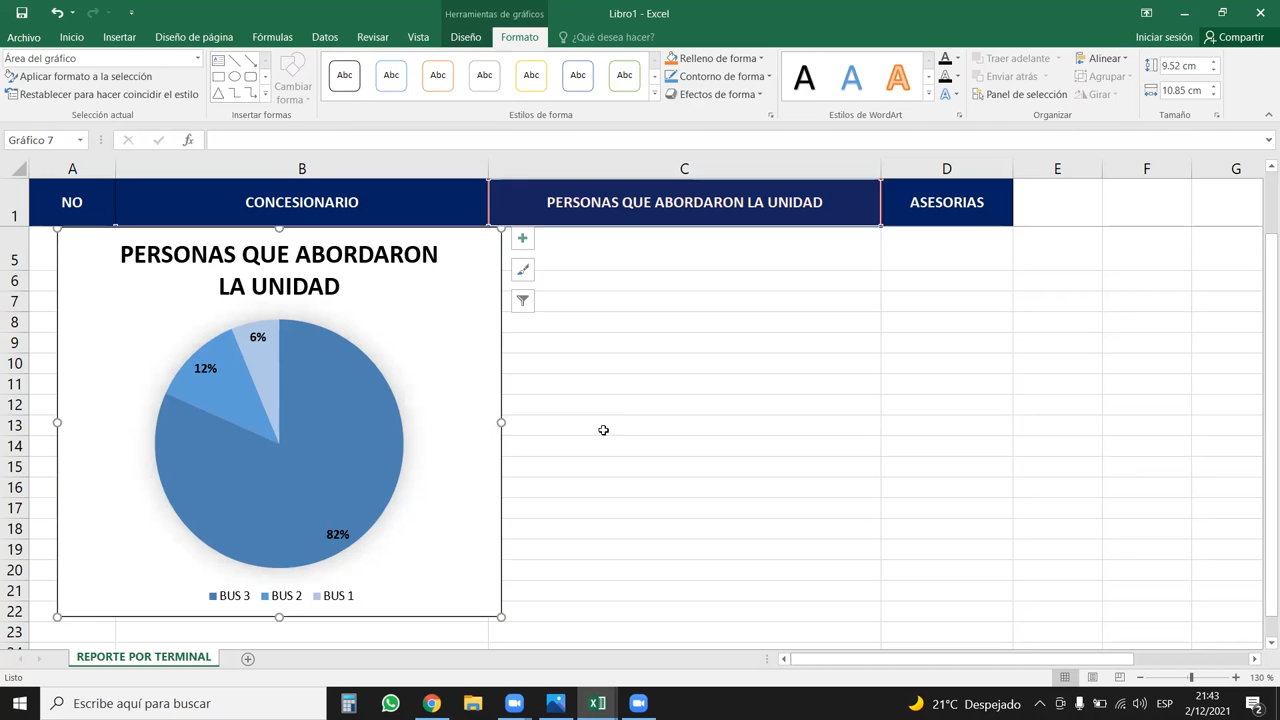 Herramientas de gráficos
Libro1 - Excel
Archivo Inicio Insertar Diseño de página Fórmulas Datos Revisar Vista Diseño Formato ¿Qué desea hacer? Iniciar sesión Compartir
Área del gráfico
Aplicar formato a la selección
Restablecer para hacer coincidir el estilo
Selección actual
Cambiar
forma
Insertar formas
Abc Abc Abc Abc Abc Abc Abc
Relleno de forma
Contorno de forma
Efectos de forma
Estilos de forma
A A A A
A
A
Estilos de WordArt
Traer adelante Alinear
Enviar atrás Agrupar
Panel de selección Girar
Organizar
9.52 cm
10.85 cm
Tamaño
Gráfico 7 fx
A B C D E F G
1 NO CONCESIONARIO PERSONAS QUE ABORDARON LA UNIDAD ASESORIAS
5
6
7
8
9
10
11
12
13
14
15
16
17
18
19
20
21
22
23
PERSONAS QUE ABORDARON
LA UNIDAD
6%
12%
82%
BUS 3 BUS 2 BUS 1
REPORTE POR TERMINAL
Listo
130 %
Escribe aquí para buscar
21°C Despejado
ESP
21:43
2/12/2021
2